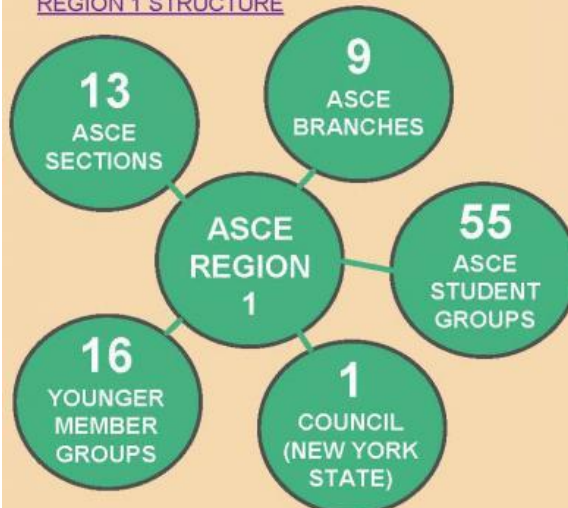 REGION 1 STRUCTURE
13
ASCE
SECTIONS
9
ASCE
BRANCHES
ASCE
REGION
1
55
ASCE
STUDENT
GROUPS
16
YOUNGER
MEMBER
GROUPS
1
COUNCIL
(NEW YORK
STATE)